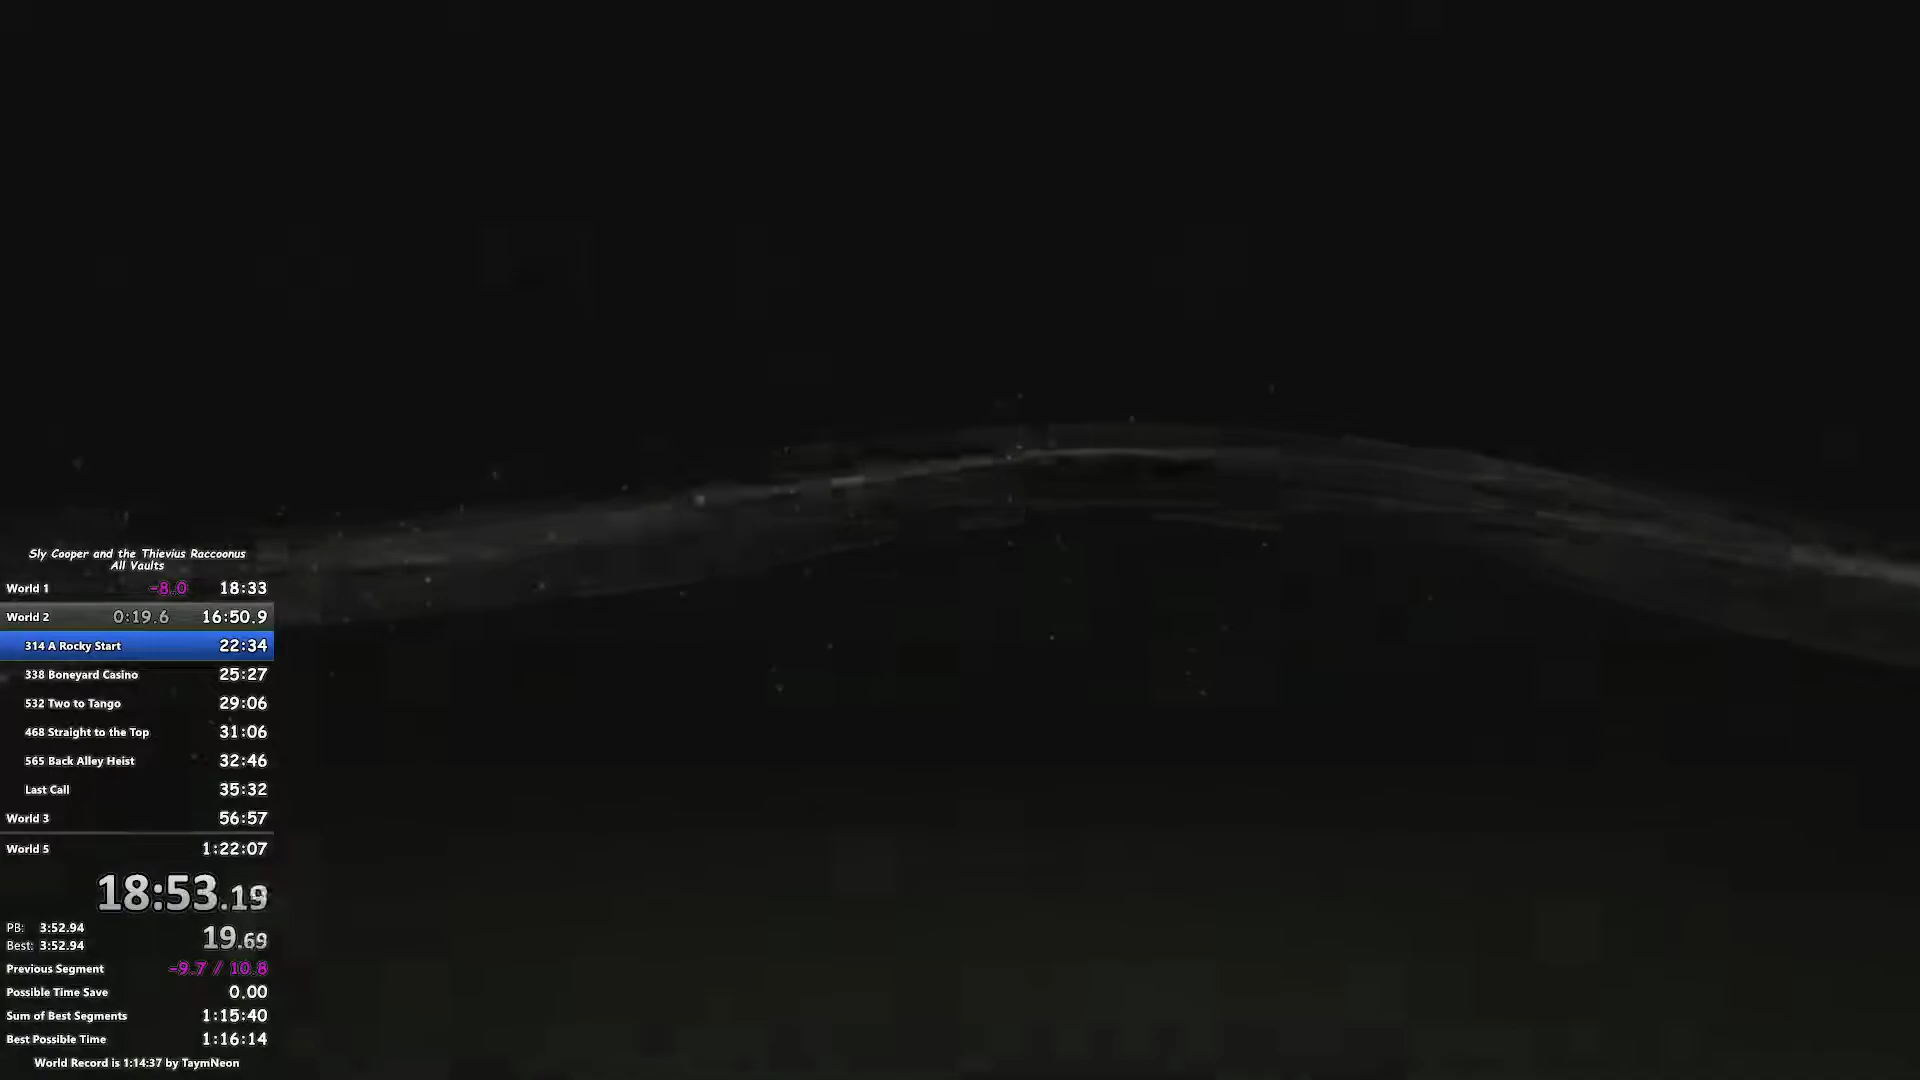 Sly Cooper and the Thievius Raccoonus
All Vaults
World 1 -8.0 18:33
World 2 0:19.6 16:50.9
314 A Rocky Start 22:34
338 Boneyard Casino 25:27
532 Two to Tango 29:06
468 Straight to the Top 31:06
565 Back Alley Heist 32:46
Last Call 35:32
World 3 56:57
World 5 1:22:07
18:53.19
PB: 3:52.94
Best: 3:52.94
19.69
Previous Segment -9.7 / 10.8
Possible Time Save 0.00
Sum of Best Segments 1:15:40
Best Possible Time 1:16:14
World Record is 1:14:37 by TaymNeon